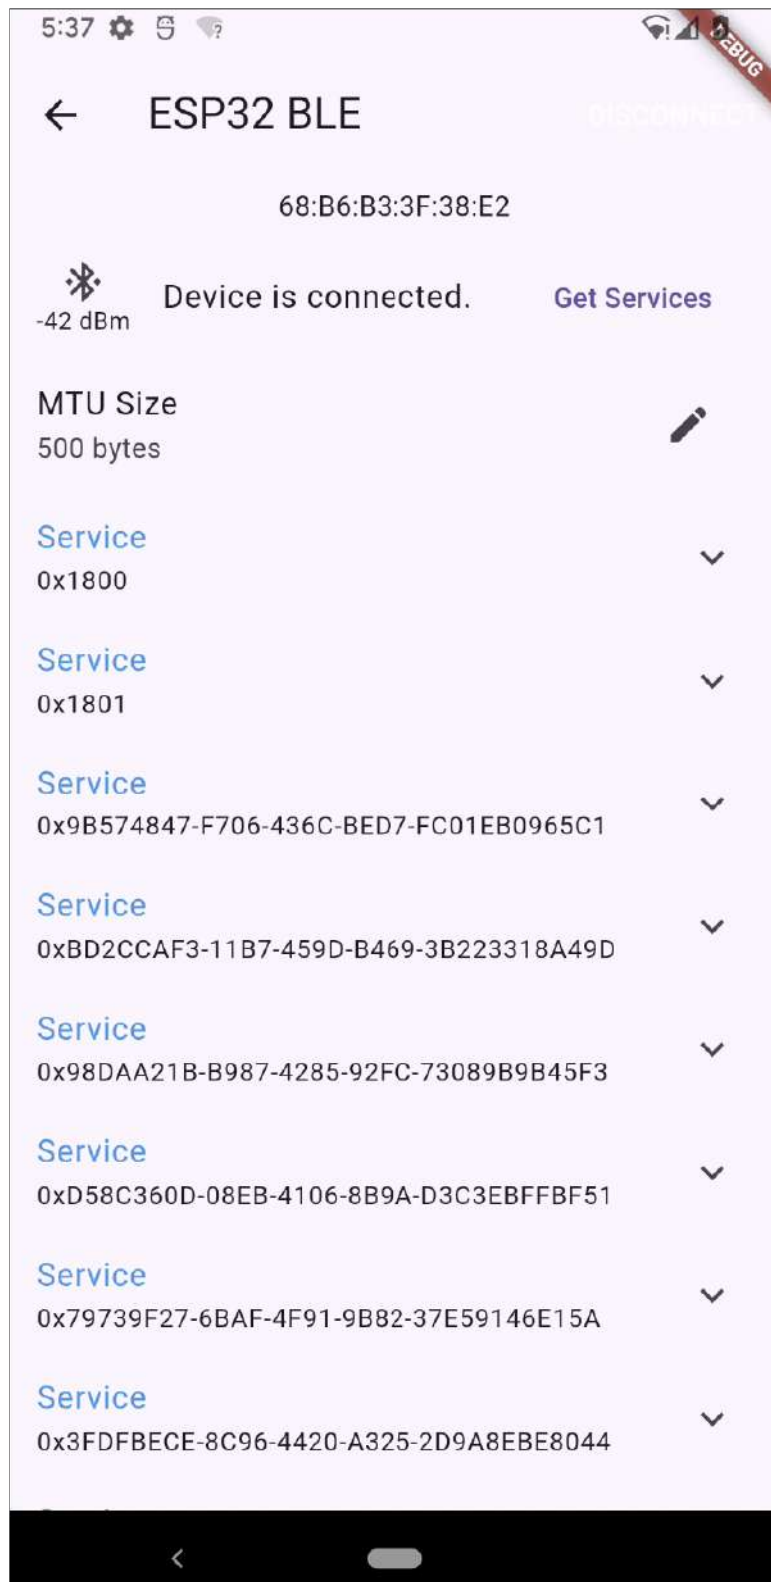 5:37
DEBUG
ESP32 BLE
DISCONNECT
68:B6:B3:3F:38:E2
Device is connected.
Get Services
-42 dBm
MTU Size
500 bytes
Service
0x1800
Service
0x1801
Service
0x9B574847-F706-436C-BED7-FC01EB0965C1
Service
0xBD2CCAF3-11B7-459D-B469-3B223318A49D
Service
0x98DAA21B-B987-4285-92FC-73089B9B45F3
Service
0xD58C360D-08EB-4106-8B9A-D3C3EBFFBF51
Service
0x79739F27-6BAF-4F91-9B82-37E59146E15A
Service
0x3FDFBECE-8C96-4420-A325-2D9A8EBE8044